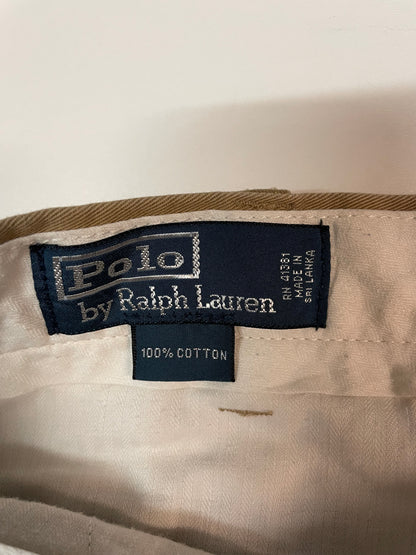 Polo
by Ralph Lauren
RN 41381
MADE IN
SRI LANKA
100% COTTON